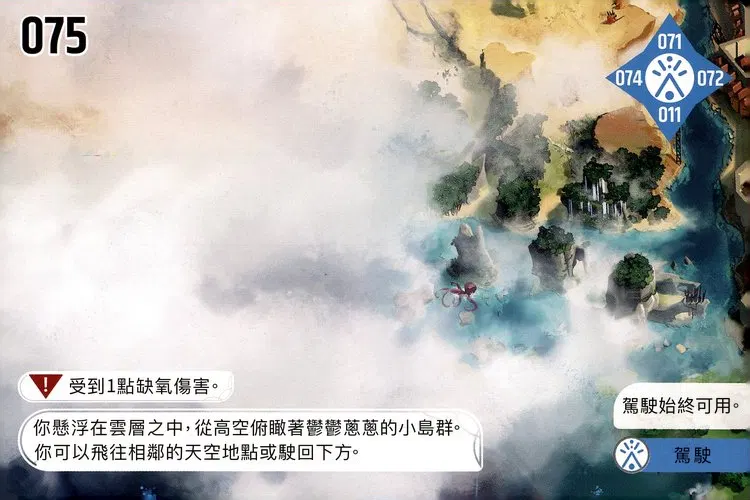 075
071
074
072
011
受到1點缺氧傷害。
你懸浮在雲層之中,從高空俯瞰著鬱鬱蔥蔥的小島群。
你可以飛往相鄰的天空地點或駛回下方。
駕駛始終可用。
駕駛